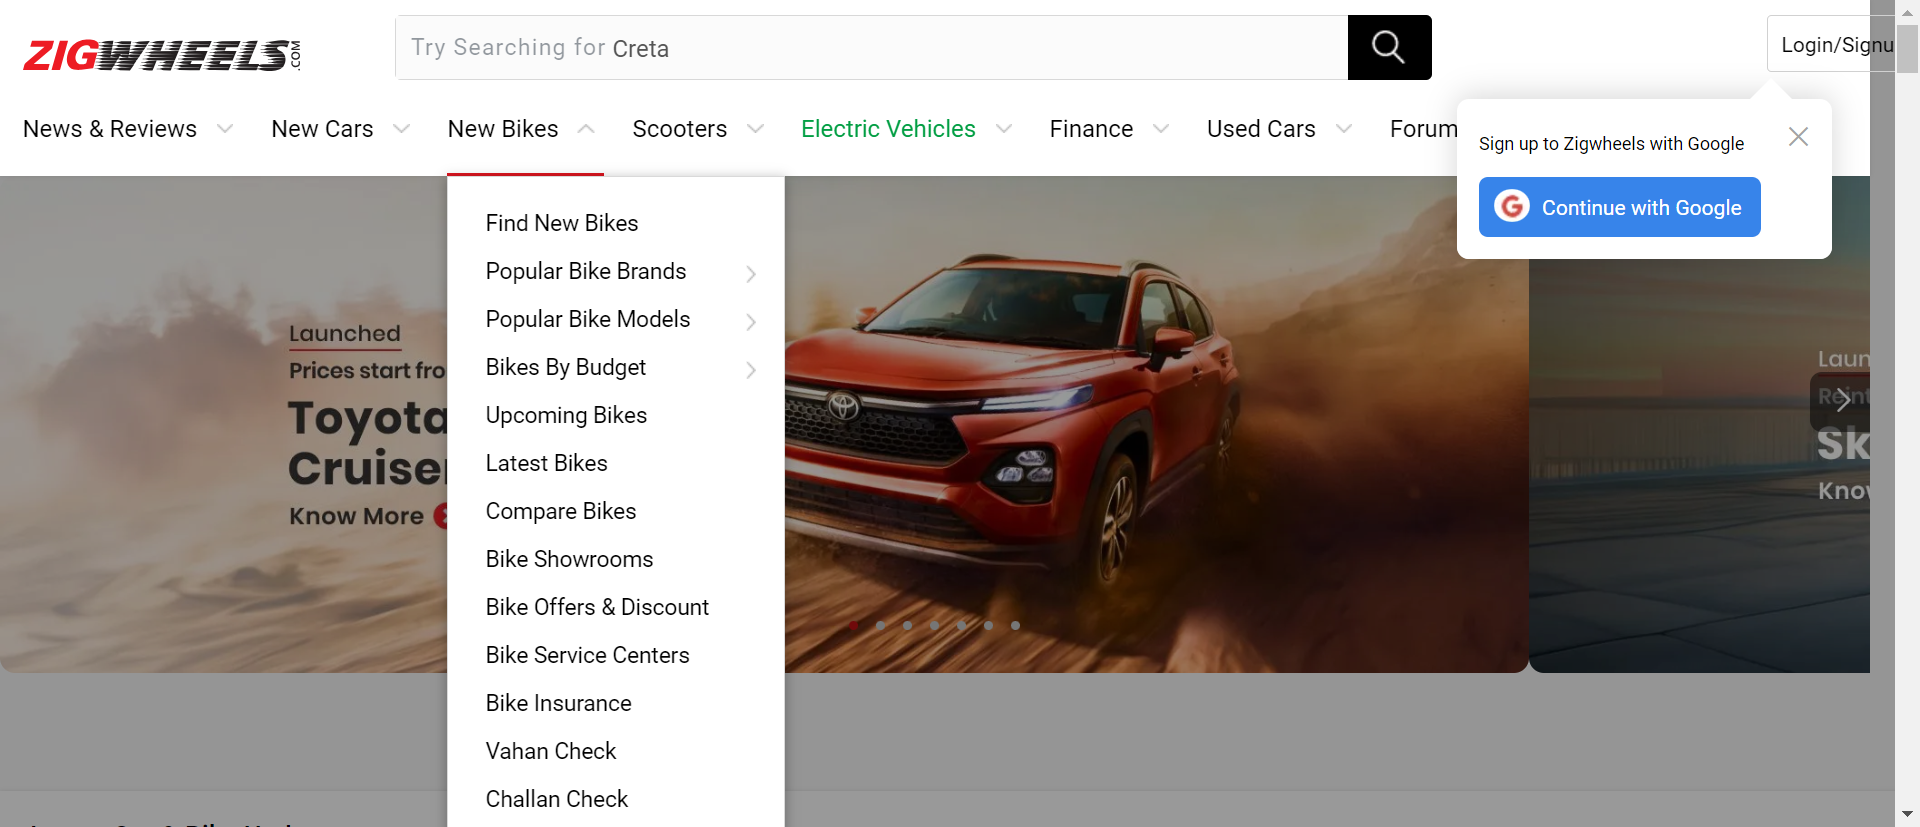 ZIGWHEELS.COM
Try Searching for Creta
Login/Signu
News & Reviews
New Cars
New Bikes
Scooters
Electric Vehicles
Finance
Used Cars
Forum
Sign up to Zigwheels with Google
Continue with Google
Find New Bikes
Popular Bike Brands
Popular Bike Models
Bikes By Budget
Upcoming Bikes
Latest Bikes
Compare Bikes
Bike Showrooms
Bike Offers & Discount
Bike Service Centers
Bike Insurance
Vahan Check
Challan Check
Launched
Prices start fro
Toyota
Cruise
Know More
Laun
Reint
Sk
Know